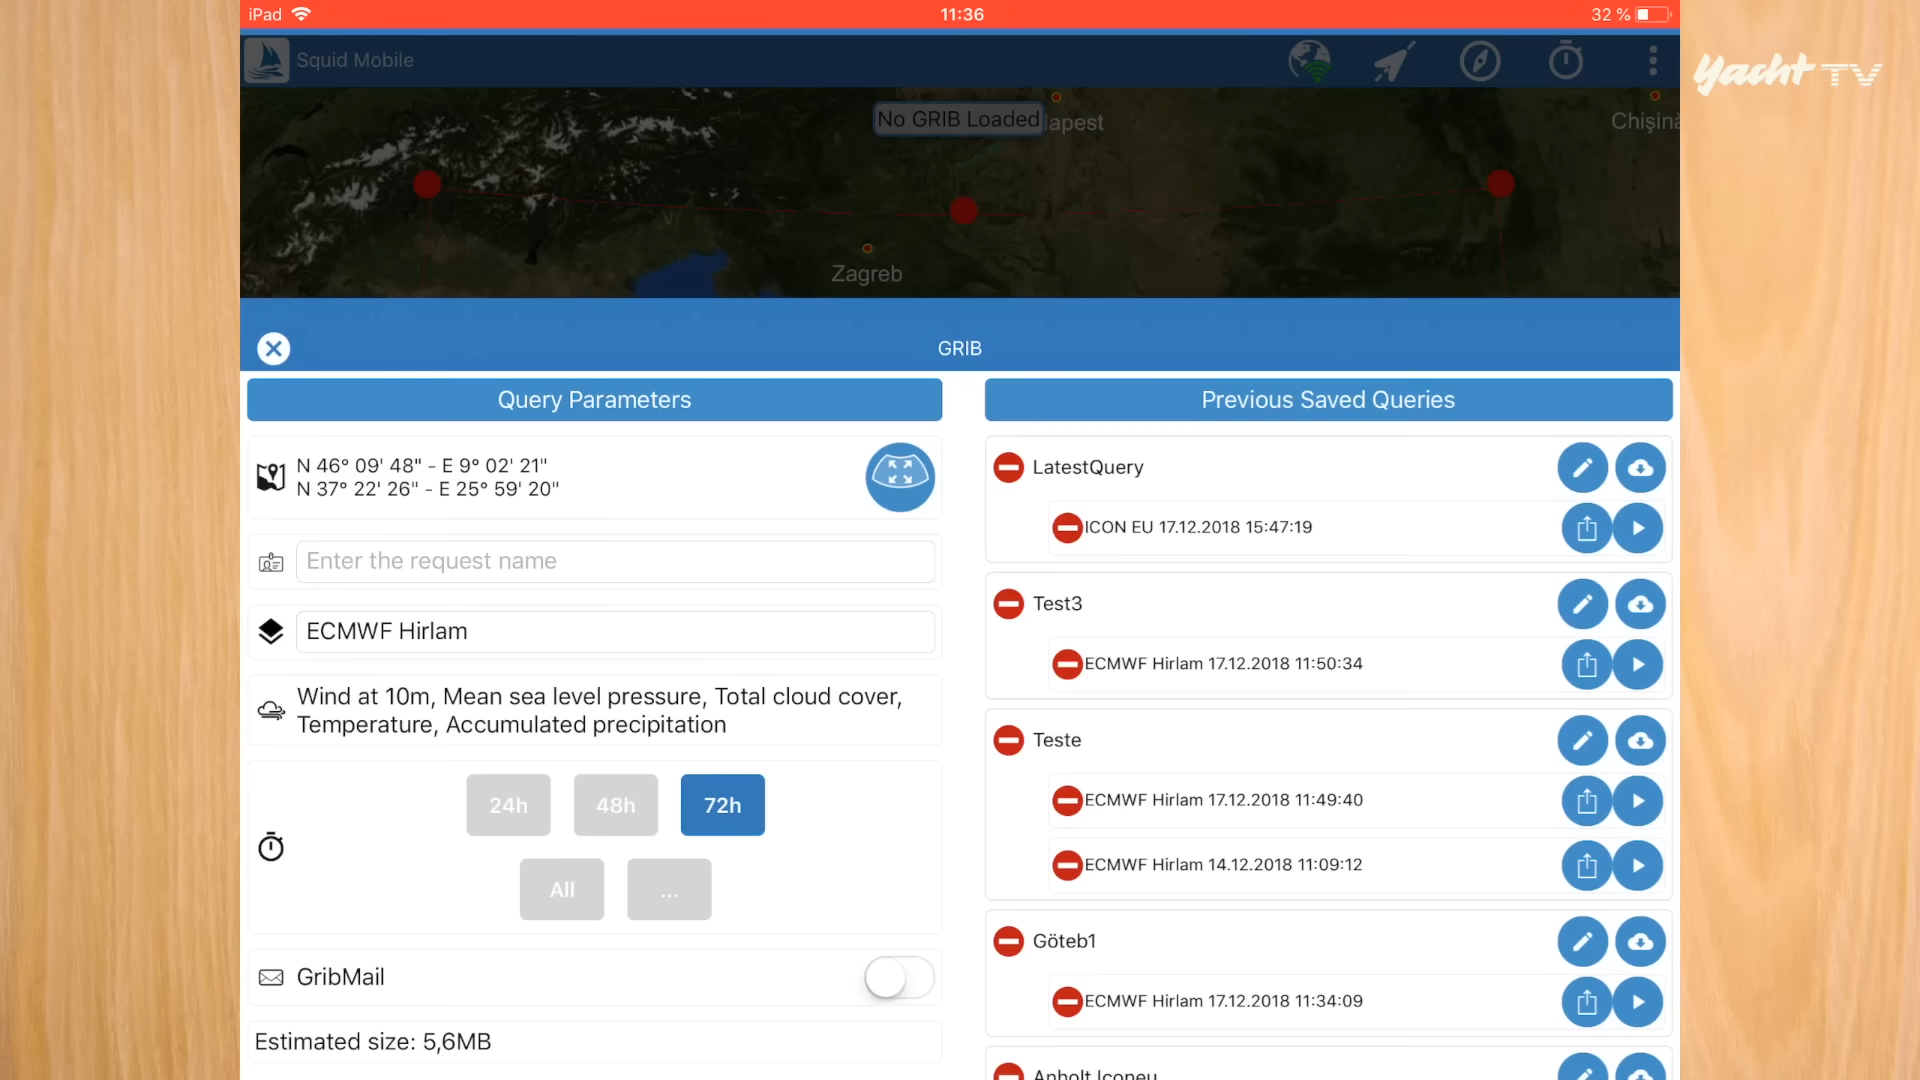 iPad
11:36
32 %
Squid Mobile
yacht TV
No GRIB Loaded
apest
Chişină
Zagreb
GRIB
Query Parameters
N 46° 09' 48" - E 9° 02' 21"
N 37° 22' 26" - E 25° 59' 20"
Enter the request name
ECMWF Hirlam
Wind at 10m, Mean sea level pressure, Total cloud cover,
Temperature, Accumulated precipitation
24h
48h
72h
All
...
GribMail
Estimated size: 5,6MB
Previous Saved Queries
LatestQuery
ICON EU 17.12.2018 15:47:19
Test3
ECMWF Hirlam 17.12.2018 11:50:34
Teste
ECMWF Hirlam 17.12.2018 11:49:40
ECMWF Hirlam 14.12.2018 11:09:12
Göteb1
ECMWF Hirlam 17.12.2018 11:34:09
Anholt Iconeu